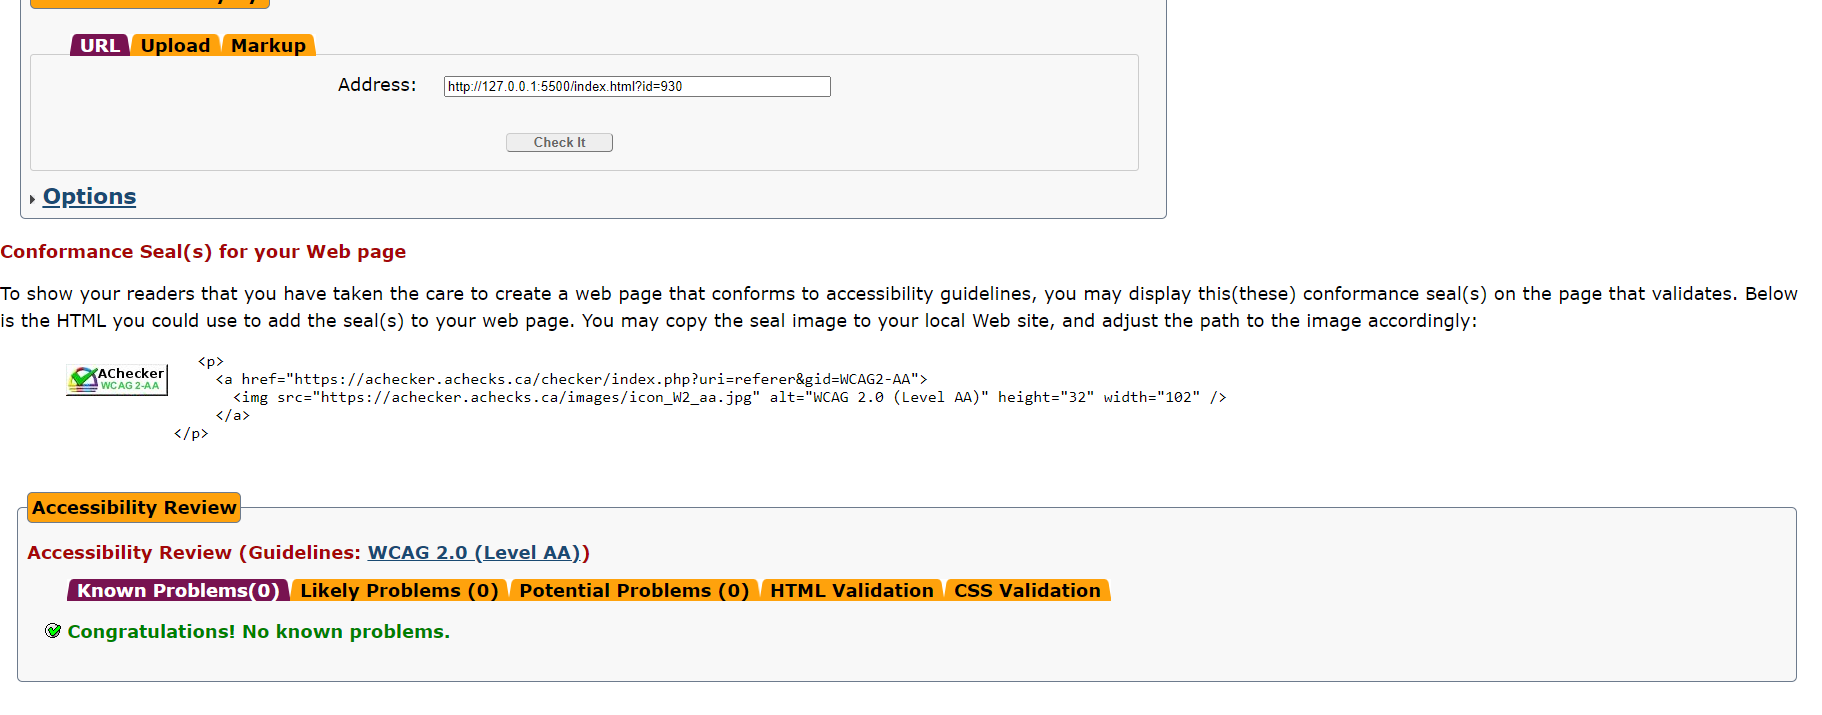 URL Upload Markup
Address: http://127.0.0.1:5500/index.html?id=930
Check It
Options
Conformance Seal(s) for your Web page
To show your readers that you have taken the care to create a web page that conforms to accessibility guidelines, you may display this(these) conformance seal(s) on the page that validates. Below
is the HTML you could use to add the seal(s) to your web page. You may copy the seal image to your local Web site, and adjust the path to the image accordingly:
AChecker
WCAG 2-AA
<p>
<a href="https://achecker.achecks.ca/checker/index.php?uri=referer&gid=WCAG2-AA">
<img src="https://achecker.achecks.ca/images/icon_W2_aa.jpg" alt="WCAG 2.0 (Level AA)" height="32" width="102" />
</a>
</p>
Accessibility Review
Accessibility Review (Guidelines: WCAG 2.0 (Level AA))
Known Problems(0) Likely Problems (0) Potential Problems (0) HTML Validation CSS Validation
Congratulations! No known problems.